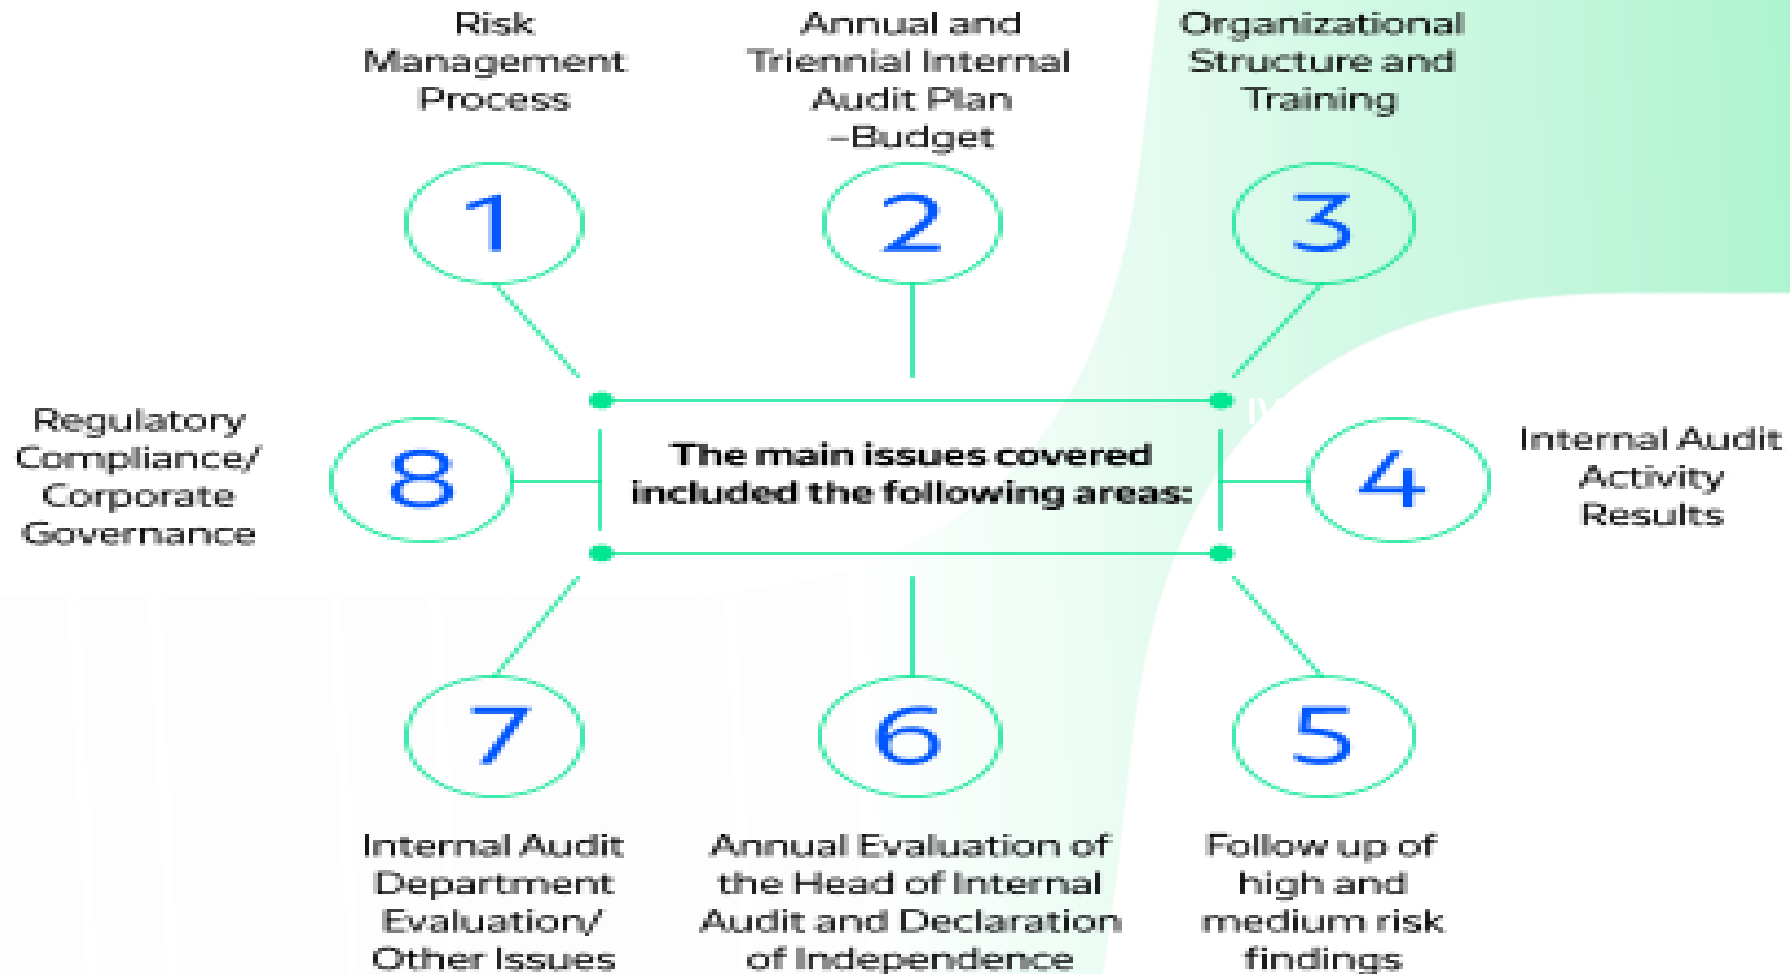 Risk
Management
Process
Annual and
Triennial Internal
Audit Plan
–Budget
Organizational
Structure and
Training
1
2
3
Regulatory
Compliance/
Corporate
Governance
8
The main issues covered
included the following areas:
4
Internal Audit
Activity
Results
7
6
5
Internal Audit
Department
Evaluation/
Other Issues
Annual Evaluation of
the Head of Internal
Audit and Declaration
of Independence
Follow up of
high and
medium risk
findings